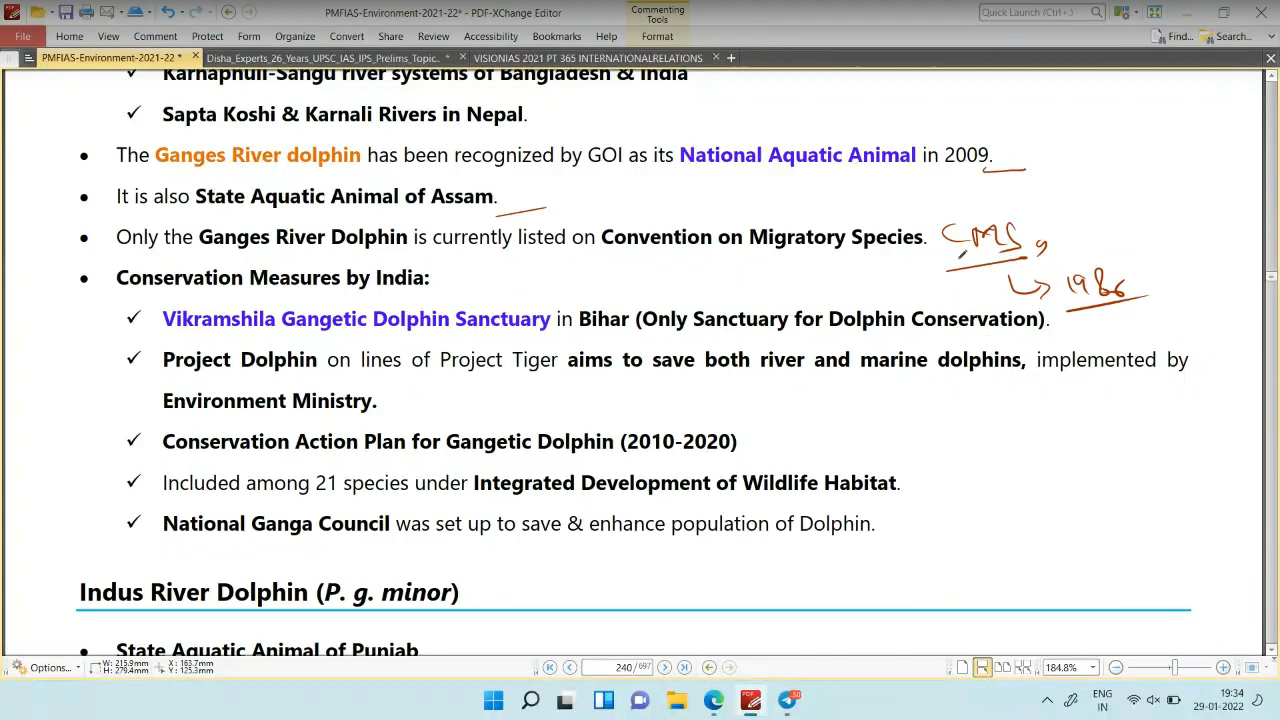 PMFIAS-Environment-2021-22* - PDF-XChange Editor
Commenting Tools
Quick Launch (Ctrl+.)
File Home View Comment Protect Form Organize Convert Share Review Accessibility Bookmarks Help Format
Find... Search...
PMFIAS-Environment-2021-22 * Disha_Experts_26_Years_UPSC_IAS_IPS_Prelims_Topic.. * VISIONIAS 2021 PT 365 INTERNATIONALRELATIONS
✓ Karnaphuli-Sangu river systems of Bangladesh & India
✓ Sapta Koshi & Karnali Rivers in Nepal.
• The Ganges River dolphin has been recognized by GOI as its National Aquatic Animal in 2009.
• It is also State Aquatic Animal of Assam.
• Only the Ganges River Dolphin is currently listed on Convention on Migratory Species. CMS,
• Conservation Measures by India:
1986
✓ Vikramshila Gangetic Dolphin Sanctuary in Bihar (Only Sanctuary for Dolphin Conservation).
✓ Project Dolphin on lines of Project Tiger aims to save both river and marine dolphins, implemented by
Environment Ministry.
✓ Conservation Action Plan for Gangetic Dolphin (2010-2020)
✓ Included among 21 species under Integrated Development of Wildlife Habitat.
✓ National Ganga Council was set up to save & enhance population of Dolphin.
Indus River Dolphin (P. g. minor)
• State Aquatic Animal of Punjab
Options... W: 215.9mm H: 279.4mm X: 163.7mm Y: 125.3mm 240 / 697 184.8%
50
ENG IN 19:34 29-01-2022